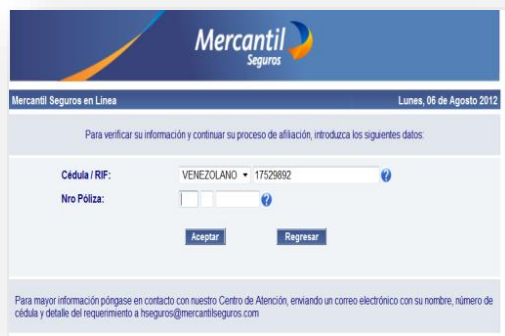 Mercantil
Seguros
Mercantil Seguros en Línea Lunes, 06 de Agosto 2012
Para verificar su información y continuar su proceso de afiliación, introduzca los siguientes datos:
Cédula / RIF: VENEZOLANO 17529892 ?
Nro Póliza: ?
Aceptar Regresar
Para mayor información póngase en contacto con nuestro Centro de Atención, enviando un correo electrónico con su nombre, número de
cédula y detalle del requerimiento a hseguros@mercantilseguros.com